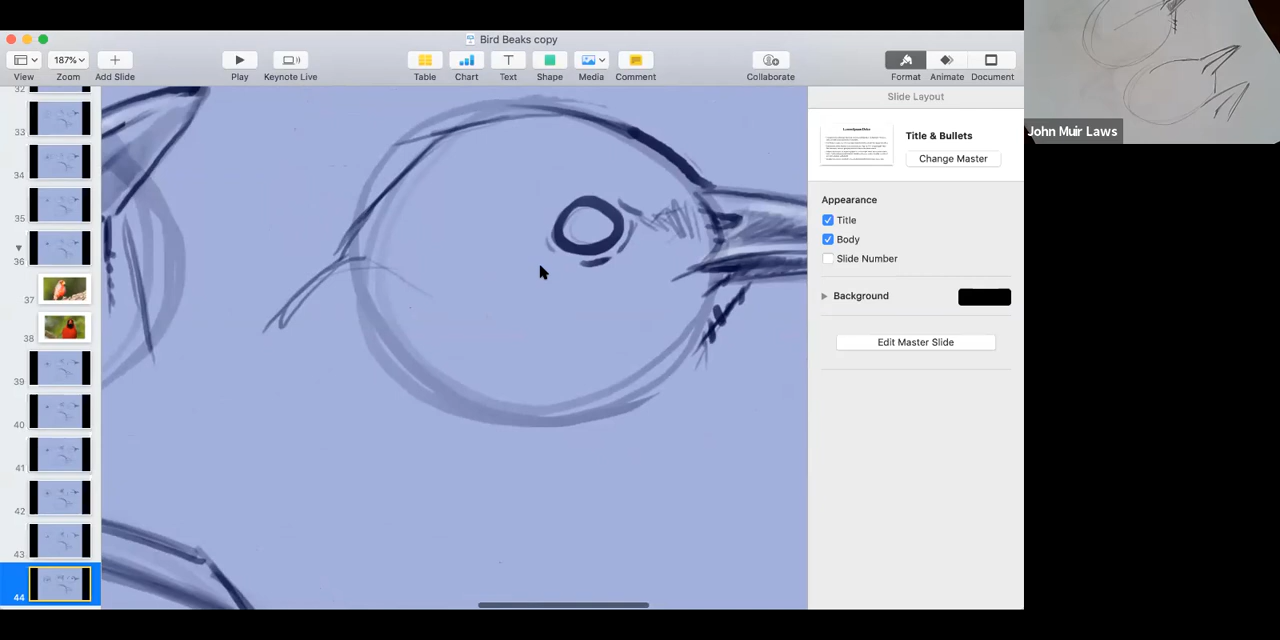 Bird Beaks copy
187%
View Zoom Add Slide Play Keynote Live Table Chart Text Shape Media Comment Collaborate Format Animate Document
Slide Layout
Title & Bullets
Change Master
Appearance
Title
Body
Slide Number
Background
Edit Master Slide
32
33
34
35
36
37
38
39
40
41
42
43
44
John Muir Laws